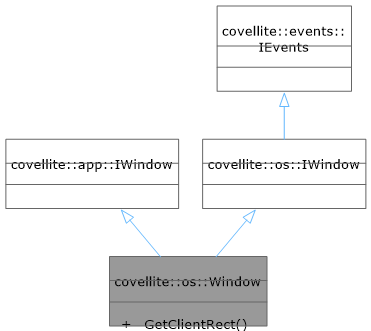 covellite::events::
IEvents
covellite::app::IWindow
covellite::os::IWindow
covellite::os::Window
+ GetClientRect()